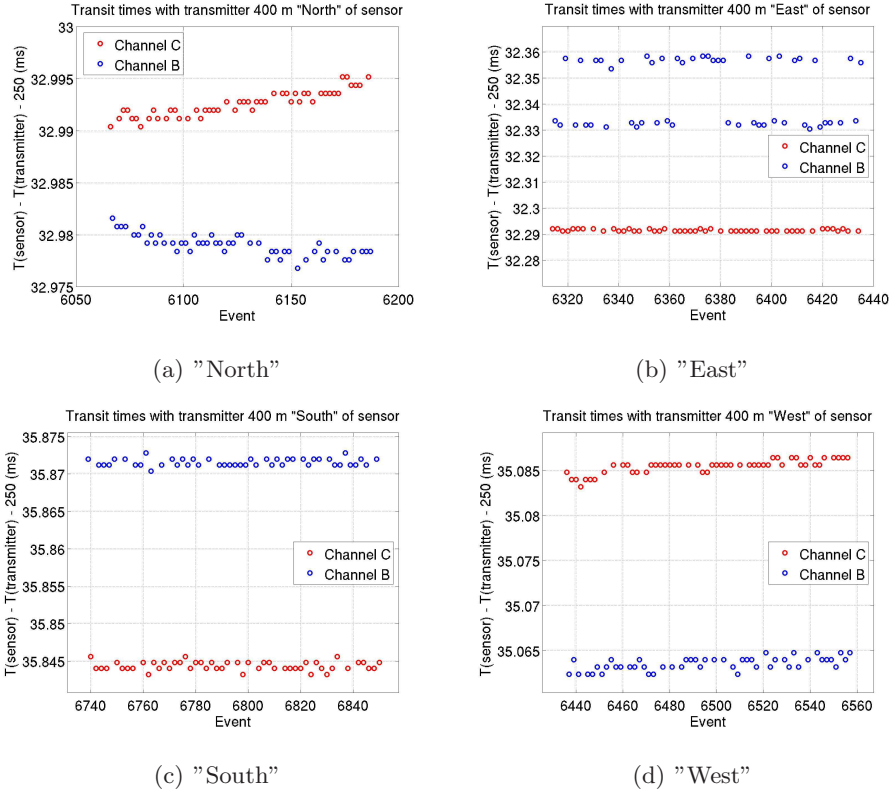 Transit times with transmitter 400 m "North" of sensor
T(sensor) - T(transmitter) - 250 (ms)
33
32.995
32.99
32.985
32.98
32.975
Channel C
Channel B
6050
6100
6150
6200
Event
(a) ”North”
Transit times with transmitter 400 m "East" of sensor
T(sensor) - T(transmitter) - 250 (ms)
32.36
32.35
32.34
32.33
32.32
32.31
32.3
32.29
32.28
Channel C
Channel B
6320
6340
6360
6380
6400
6420
6440
Event
(b) ”East”
Transit times with transmitter 400 m "South" of sensor
T(sensor) - T(transmitter) - 250 (ms)
35.875
35.87
35.865
35.86
35.855
35.85
35.845
Channel C
Channel B
6740
6760
6780
6800
6820
6840
Event
(c) ”South”
Transit times with transmitter 400 m "West" of sensor
T(sensor) - T(transmitter) - 250 (ms)
35.085
35.08
35.075
35.07
35.065
Channel C
Channel B
6440
6460
6480
6500
6520
6540
6560
Event
(d) ”West”